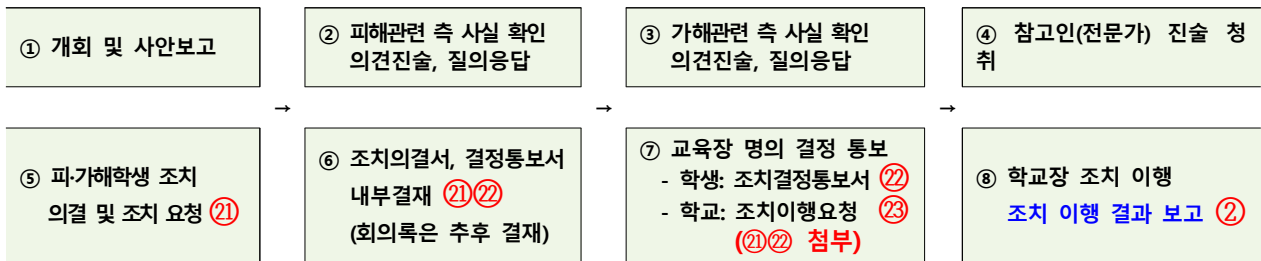 ① 개회 및 사안보고
② 피해관련 측 사실 확인
의견진술, 질의응답
③ 가해관련 측 사실 확인
의견진술, 질의응답
④ 참고인(전문가) 진술 청
취
→ → →
⑤ 피·가해학생 조치
의결 및 조치 요청 ㉑
⑥ 조치의결서, 결정통보서
내부결재 ㉑㉒
(회의록은 추후 결재)
⑦ 교육장 명의 결정 통보
- 학생: 조치결정통보서 ㉒
- 학교: 조치이행요청 ㉓
(㉑㉒ 첨부)
⑧ 학교장 조치 이행
조치 이행 결과 보고 ②